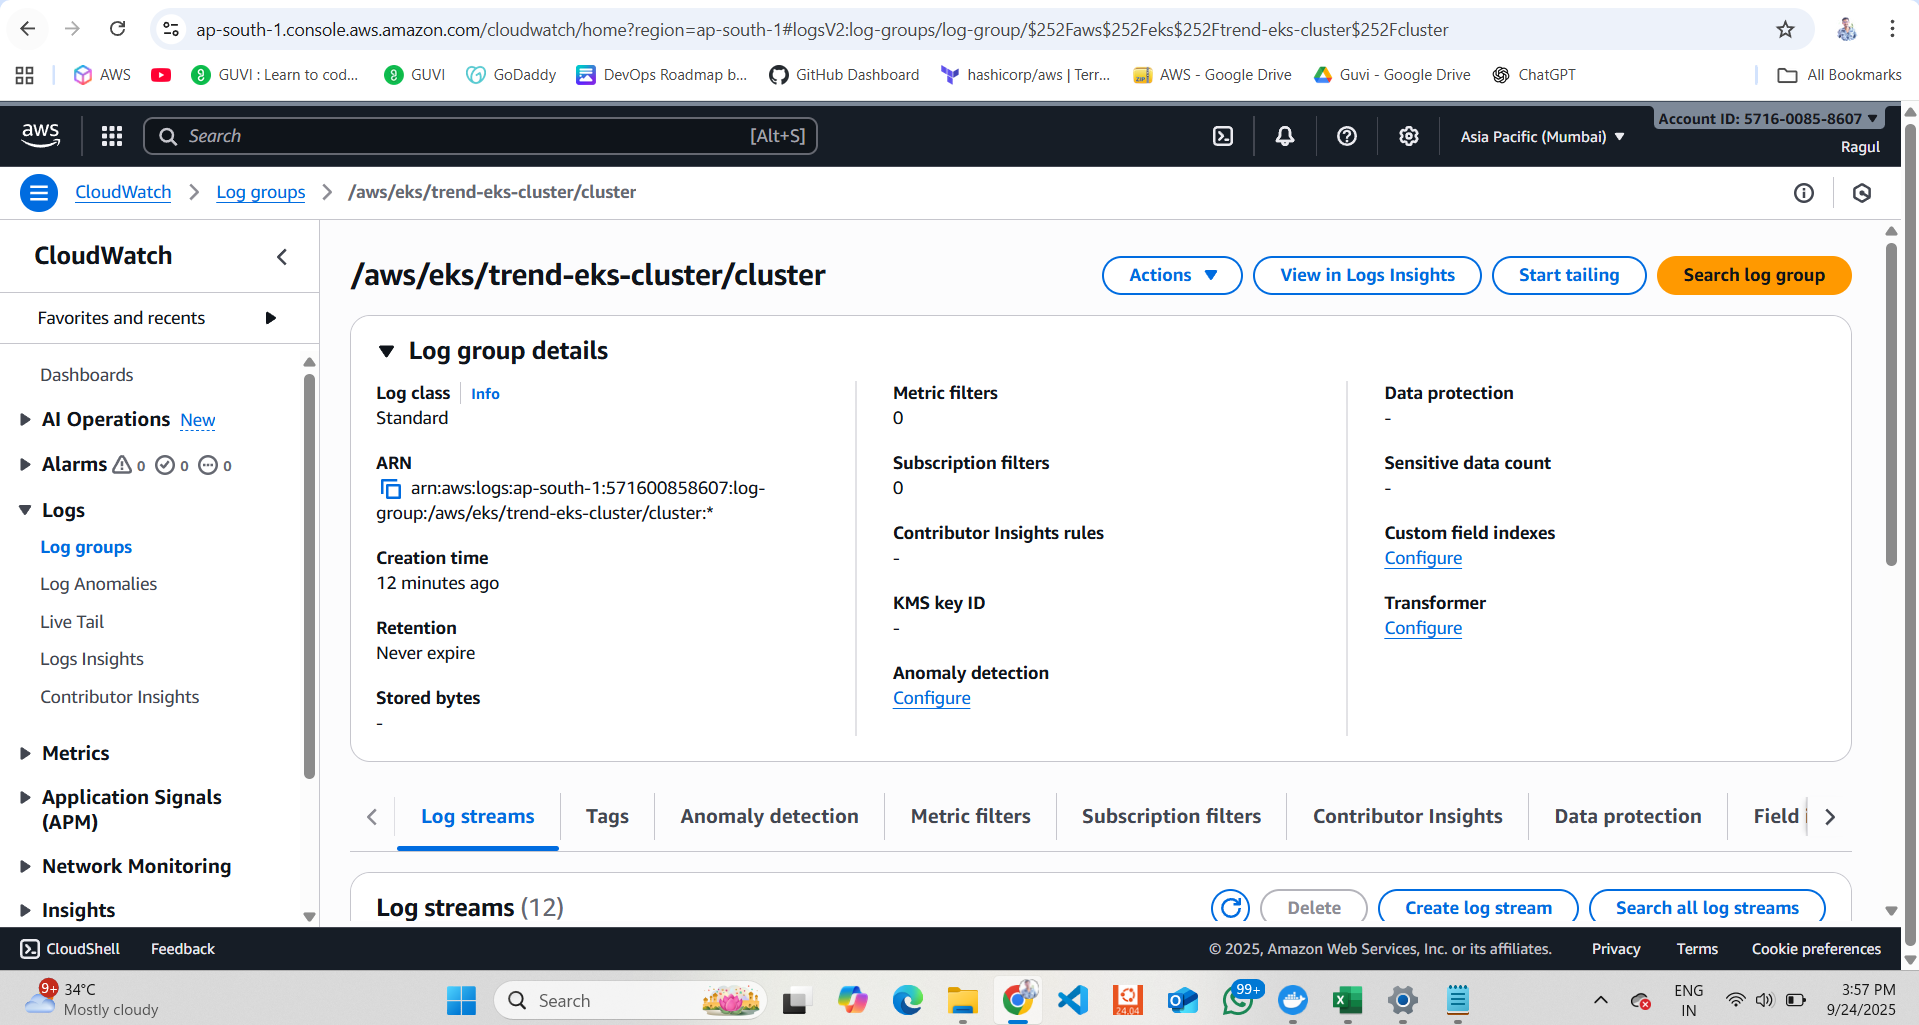 ap-south-1.console.aws.amazon.com/cloudwatch/home?region=ap-south-1#logsV2:log-groups/log-group/$252Faws$252Feks$252Ftrend-eks-cluster$252Fcluster
AWS
GUVI : Learn to cod...
GUVI
GoDaddy
DevOps Roadmap b...
GitHub Dashboard
hashicorp/aws | Terr...
AWS - Google Drive
Guvi - Google Drive
ChatGPT
All Bookmarks
aws
Search
[Alt+S]
Asia Pacific (Mumbai)
Account ID: 5716-0085-8607
Ragul
CloudWatch
Log groups
/aws/eks/trend-eks-cluster/cluster
CloudWatch
Favorites and recents
Dashboards
AI Operations New
Alarms 0 0 0
Logs
Log groups
Log Anomalies
Live Tail
Logs Insights
Contributor Insights
Metrics
Application Signals
(APM)
Network Monitoring
Insights
/aws/eks/trend-eks-cluster/cluster
Actions
View in Logs Insights
Start tailing
Search log group
Log group details
Log class
Info
Standard
ARN
arn:aws:logs:ap-south-1:571600858607:log-
group:/aws/eks/trend-eks-cluster/cluster:*
Creation time
12 minutes ago
Retention
Never expire
Stored bytes
-
Metric filters
0
Subscription filters
0
Contributor Insights rules
-
KMS key ID
-
Anomaly detection
Configure
Data protection
-
Sensitive data count
-
Custom field indexes
Configure
Transformer
Configure
Log streams
Tags
Anomaly detection
Metric filters
Subscription filters
Contributor Insights
Data protection
Field i
Log streams (12)
Delete
Create log stream
Search all log streams
CloudShell
Feedback
© 2025, Amazon Web Services, Inc. or its affiliates.
Privacy
Terms
Cookie preferences
9+
34°C
Mostly cloudy
Search
24.04
99+
ENG
IN
3:57 PM
9/24/2025